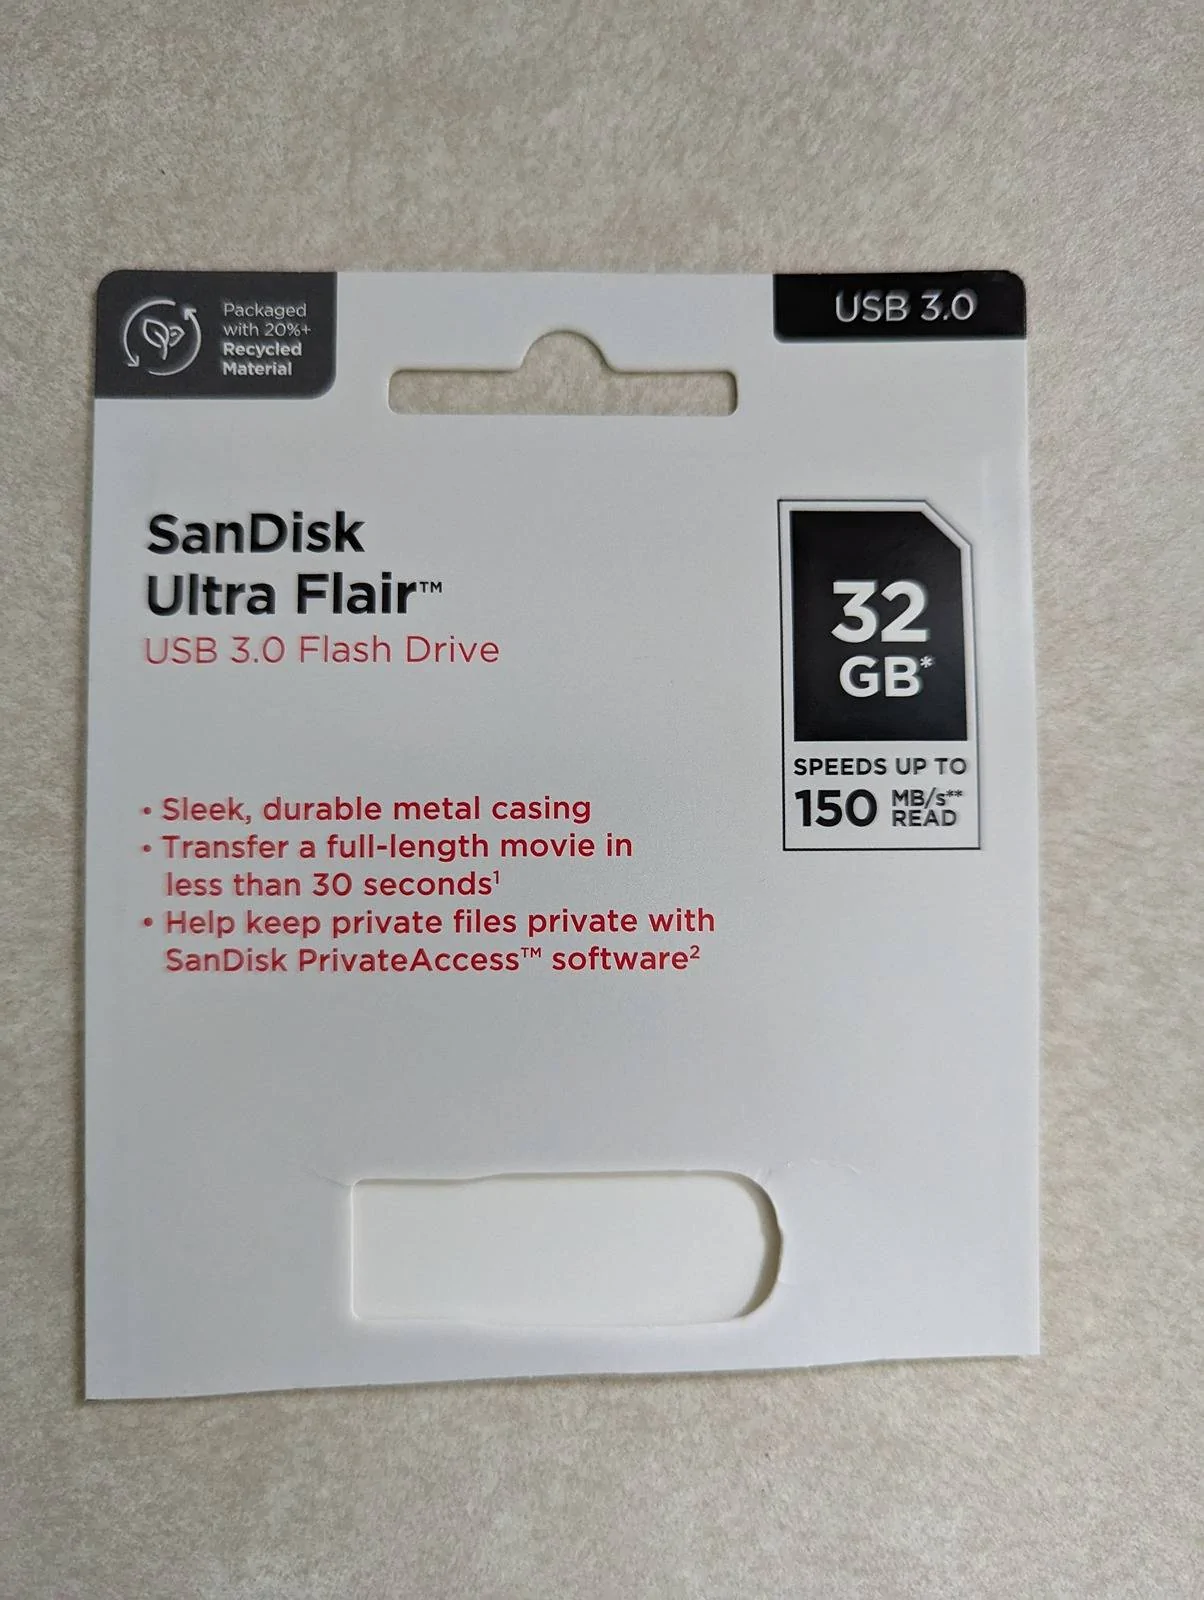 Packaged
with 20%+
Recycled
Material
USB 3.0
SanDisk
Ultra Flair™
USB 3.0 Flash Drive
32
GB*
SPEEDS UP TO
150 MB/s**
READ
• Sleek, durable metal casing
• Transfer a full-length movie in
less than 30 seconds¹
• Help keep private files private with
SanDisk PrivateAccess™ software²